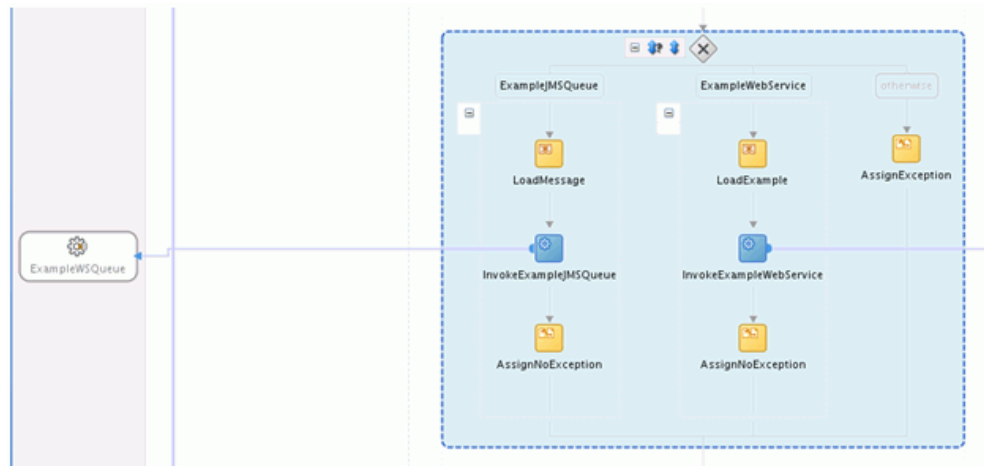 ExampleJMSQueue
ExampleWebService
otherwise
LoadMessage
LoadExample
AssignException
ExampleWSQueue
InvokeExampleJMSQueue
InvokeExampleWebService
AssignNoException
AssignNoException